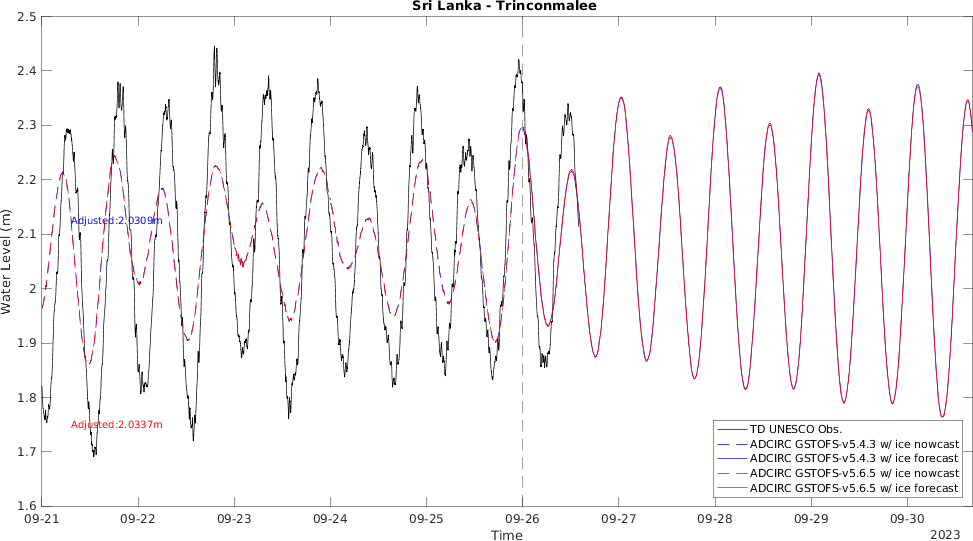 Sri Lanka - Trinconmalee
2.5
2.4
2.3
2.2
2.1
2
1.9
1.8
1.7
1.6
Water Level (m)
Adjusted:2.0309m
Adjusted:2.0337m
TD UNESCO Obs.
ADCIRC GSTOFS-v5.4.3 w/ ice nowcast
ADCIRC GSTOFS-v5.4.3 w/ ice forecast
ADCIRC GSTOFS-v5.6.5 w/ ice nowcast
ADCIRC GSTOFS-v5.6.5 w/ ice forecast
09-21 09-22 09-23 09-24 09-25 09-26 09-27 09-28 09-29 09-30
Time
2023